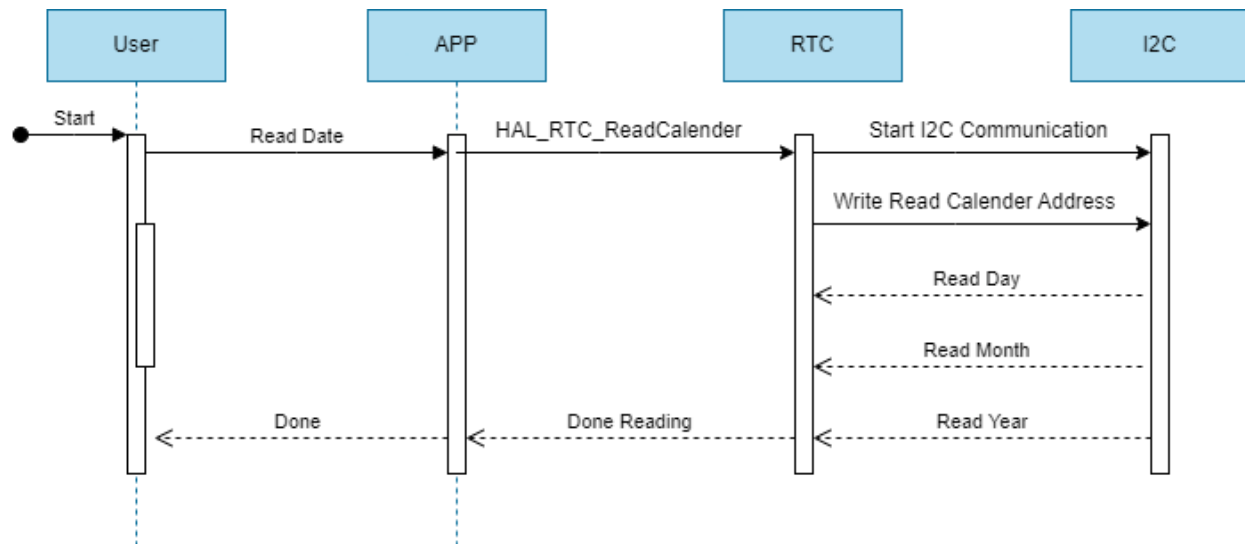 User
APP
RTC
I2C
Start
Read Date
HAL_RTC_ReadCalender
Start I2C Communication
Write Read Calender Address
Read Day
Read Month
Done
Done Reading
Read Year